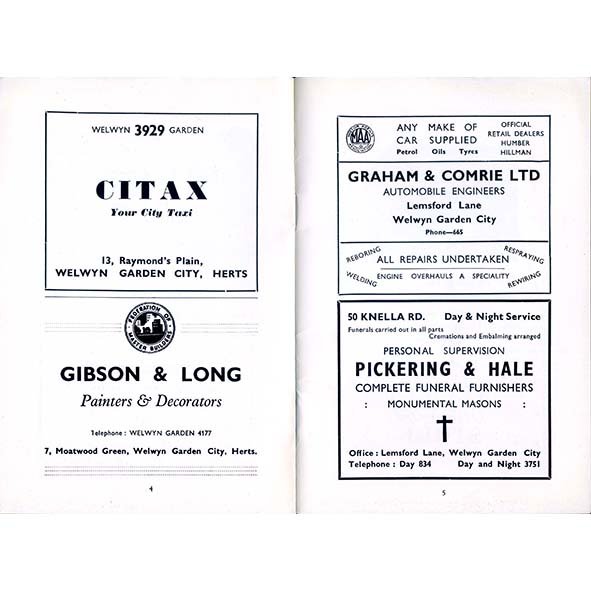 WELWYN 3929 GARDEN
CITAX
Your City Taxi
13, Raymond's Plain,
WELWYN GARDEN CITY, HERTS
FEDERATION OF
MASTER BUILDERS
GIBSON & LONG
Painters & Decorators
Telephone : WELWYN GARDEN 4177
7, Moatwood Green, Welwyn Garden City, Herts.
4
MAA
ANY MAKE OF
CAR SUPPLIED
Petrol Oils Tyres
OFFICIAL
RETAIL DEALERS
HUMBER
HILLMAN
GRAHAM & COMRIE LTD
AUTOMOBILE ENGINEERS
Lemsford Lane
Welwyn Garden City
Phone—665
REBORING
WELDING
ALL REPAIRS UNDERTAKEN
ENGINE OVERHAULS A SPECIALITY
RESPRAYING
REWIRING
50 KNELLA RD. Day & Night Service
Funerals carried out in all parts
Cremations and Embalming arranged
PERSONAL SUPERVISION
PICKERING & HALE
COMPLETE FUNERAL FURNISHERS
: MONUMENTAL MASONS :
Office : Lemsford Lane, Welwyn Garden City
Telephone : Day 834 Day and Night 3751
5